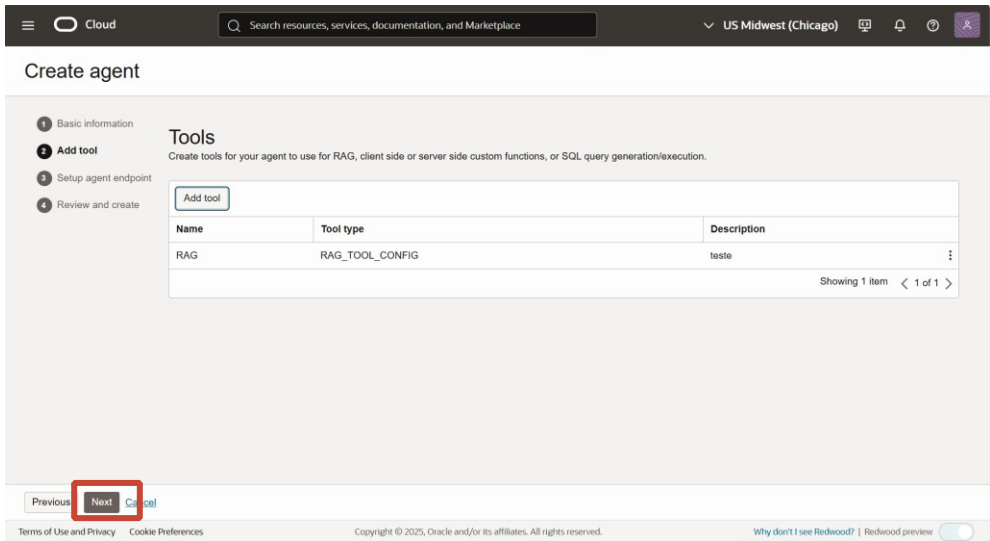 Cloud
Search resources, services, documentation, and Marketplace
US Midwest (Chicago)
Create agent
1 Basic information
2 Add tool
3 Setup agent endpoint
4 Review and create
Tools
Create tools for your agent to use for RAG, client side or server side custom functions, or SQL query generation/execution.
Add tool
Name Tool type Description
RAG RAG_TOOL_CONFIG teste
Showing 1 item < 1 of 1 >
Previous Next Cancel
Terms of Use and Privacy Cookie Preferences Copyright © 2025, Oracle and/or its affiliates. All rights reserved. Why don't I see Redwood? | Redwood preview